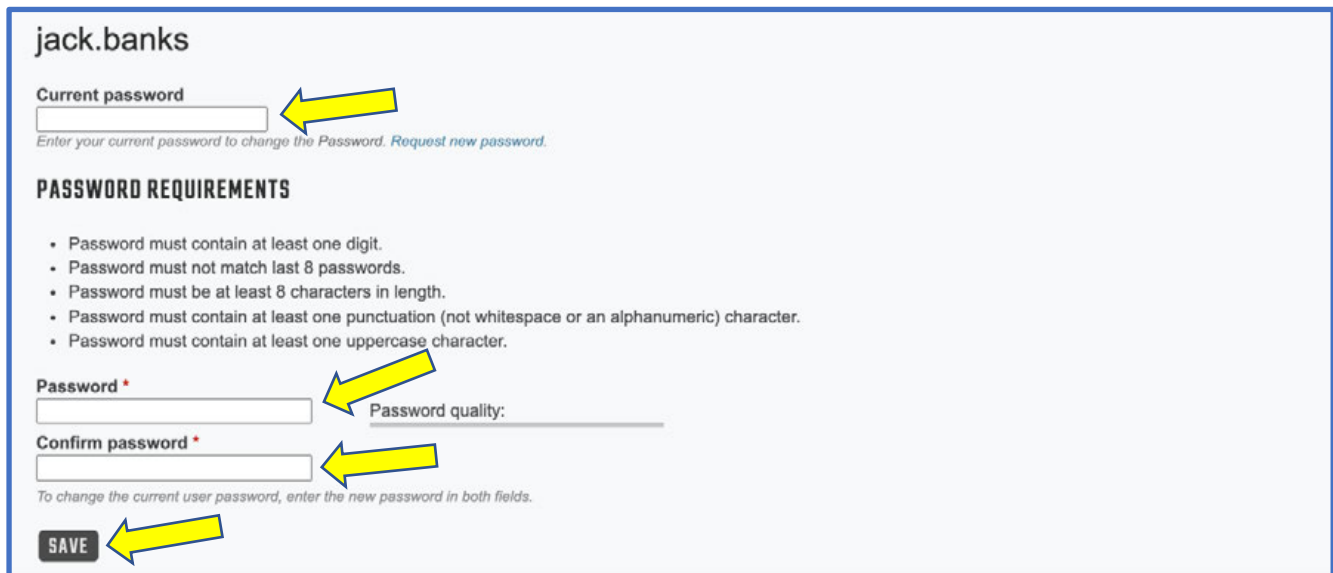 jack.banks
Current password
Enter your current password to change the Password. Request new password.
PASSWORD REQUIREMENTS
• Password must contain at least one digit.
• Password must not match last 8 passwords.
• Password must be at least 8 characters in length.
• Password must contain at least one punctuation (not whitespace or an alphanumeric) character.
• Password must contain at least one uppercase character.
Password *
Password quality:
Confirm password *
To change the current user password, enter the new password in both fields.
SAVE